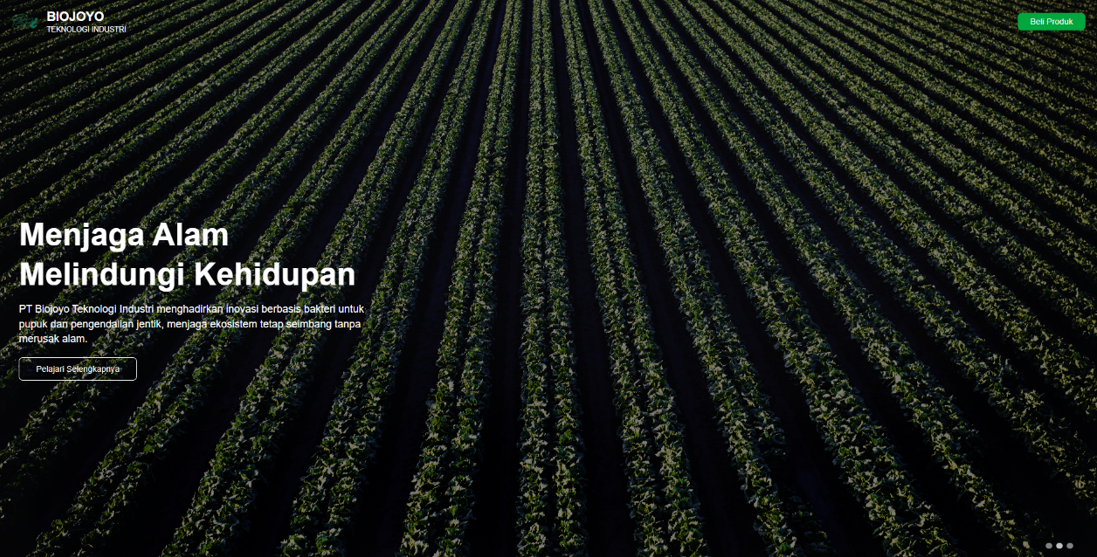 BIOJOYO
TEKNOLOGI INDUSTRI
Beli Produk
Menjaga Alam
Melindungi Kehidupan
PT Biojoyo Teknologi Industri menghadirkan inovasi berbasis bakteri untuk
pupuk dan pengendalian jentik, menjaga ekosistem tetap seimbang tanpa
merusak alam.
Pelajari Selengkapnya